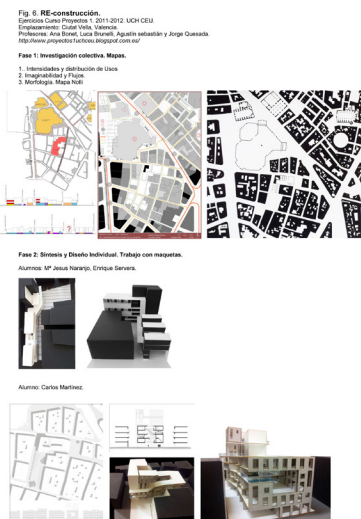 Fig. 6. RE-construcción.
Ejercicios Curso Proyectos 1. 2011-2012. UCH CEU.
Emplazamiento: Ciutat Vella, Valencia.
Profesores: Ana Bonet, Luca Brunelli, Agustín sebastián y Jorge Quesada.
http://www.proyectos1uchceu.blogspot.com.es/
Fase 1: Investigación colectiva. Mapas.
1.. Intensidades y distribución de Usos
2. Imaginabilidad y Flujos.
3. Morfología. Mapa Nolli
Fase 2: Síntesis y Diseño Individual. Trabajo con maquetas.
Alumnos: Mª Jesus Naranjo, Enrique Servera.
Alumno: Carlos Martínez.